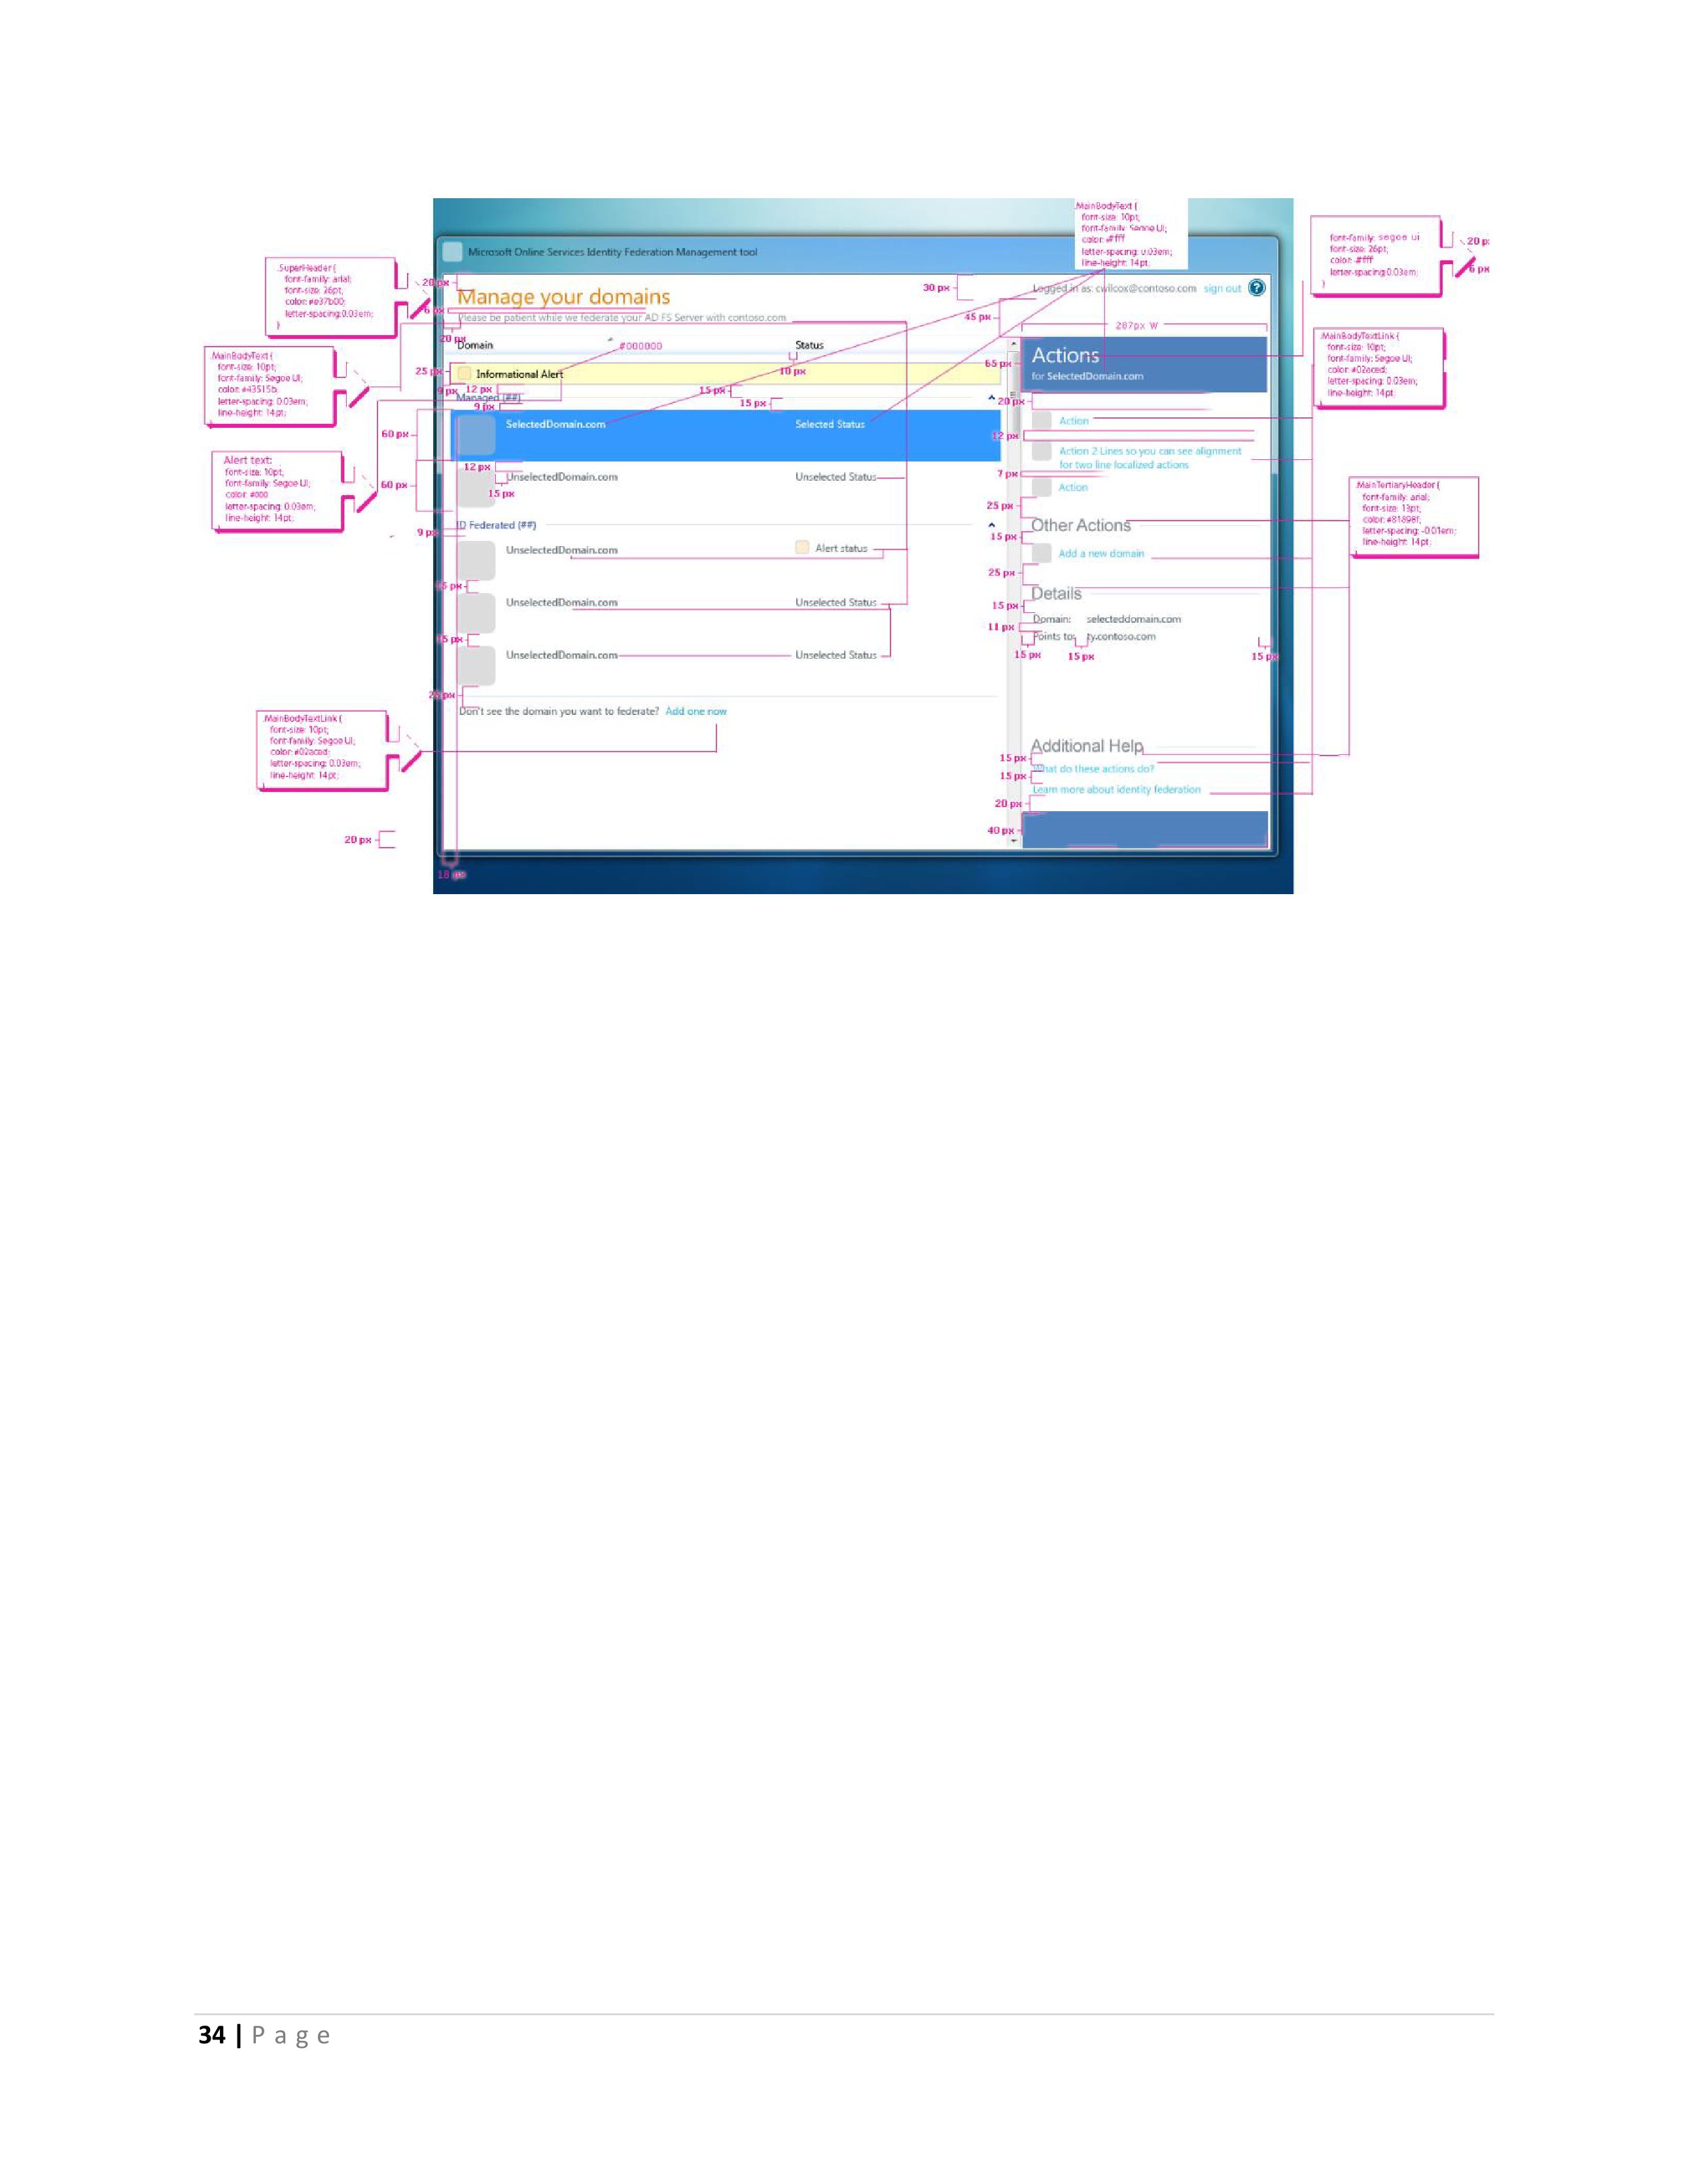 .MainBodyText {
font-size: 10pt;
font-family: Segoe UI;
color: #fff
letter-spacing: 0.03em;
line-height: 14pt;
font-family: segoe ui
font-size: 26pt;
color: #fff
letter-spacing:0.03em;
}
20 px
6 px
Microsoft Online Services Identity Federation Management tool
.SuperHeader {
font-family: arial;
font-size: 26pt;
color: #e37b00;
letter-spacing:0.03em;
}
20 px
6 px
20 px
Manage your domains
Please be patient while we federate your AD FS Server with contoso.com
30 px
Logged in as: cwilcox@contoso.com sign out ?
45 px
287px W
.MainBodyTextLink {
font-size: 10pt;
font-family: Segoe UI;
color: #02aced;
letter-spacing: 0.03em;
line-height: 14pt;
}
Domain
#000000
Status
10 px
.MainBodyText {
font-size: 10pt;
font-family: Segoe UI;
color: #43515b;
letter-spacing: 0.03em;
line-height: 14pt;
}
25 px
Informational Alert
65 px
Actions
for SelectedDomain.com
9 px
12 px
15 px
Managed (##)
9 px
15 px
20 px
60 px
SelectedDomain.com
Selected Status
Action
12 px
Action 2 Lines so you can see alignment
for two line localized actions
7 px
Action
Alert text:
font-size: 10pt;
font-family: Segoe UI;
color: #000
letter-spacing: 0.03em;
line-height: 14pt;
}
60 px
12 px
UnselectedDomain.com
Unselected Status
15 px
25 px
.MainTertiaryHeader {
font-family: arial;
font-size: 13pt;
color: #81898f;
letter-spacing: -0.01em;
line-height: 14pt;
}
9 px
ID Federated (##)
Other Actions
15 px
UnselectedDomain.com
Alert status
Add a new domain
25 px
15 px
Details
UnselectedDomain.com
Unselected Status
15 px
11 px
Domain: selecteddomain.com
Points to: ty.contoso.com
15 px
15 px
15 px
15 px
UnselectedDomain.com
Unselected Status
25 px
Don't see the domain you want to federate? Add one now
.MainBodyTextLink {
font-size: 10pt;
font-family: Segoe UI;
color: #02aced;
letter-spacing: 0.03em;
line-height: 14pt;
}
Additional Help
15 px
What do these actions do?
15 px
Learn more about identity federation
20 px
40 px
20 px
18 px
34 | Page